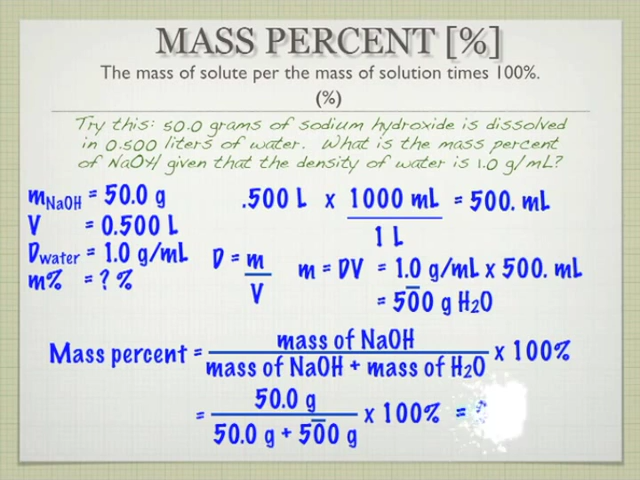 MASS PERCENT [%]
The mass of solute per the mass of solution times 100%.
(%)
Try this: 50.0 grams of sodium hydroxide is dissolved
in 0.500 liters of water. What is the mass percent
of NaOH given that the density of water is 1.0 g/mL?
mNaOH = 50.0 g
V = 0.500 L
Dwater = 1.0 g/mL
m% = ? %
.500 L x 1000 mL = 500. mL
1 L
D = m
V
m = DV = 1.0 g/mL x 500. mL
= 50̅0 g H2O
Mass percent = mass of NaOH x 100%
mass of NaOH + mass of H2O
= 50.0 g x 100% =
50.0 g + 50̅0 g